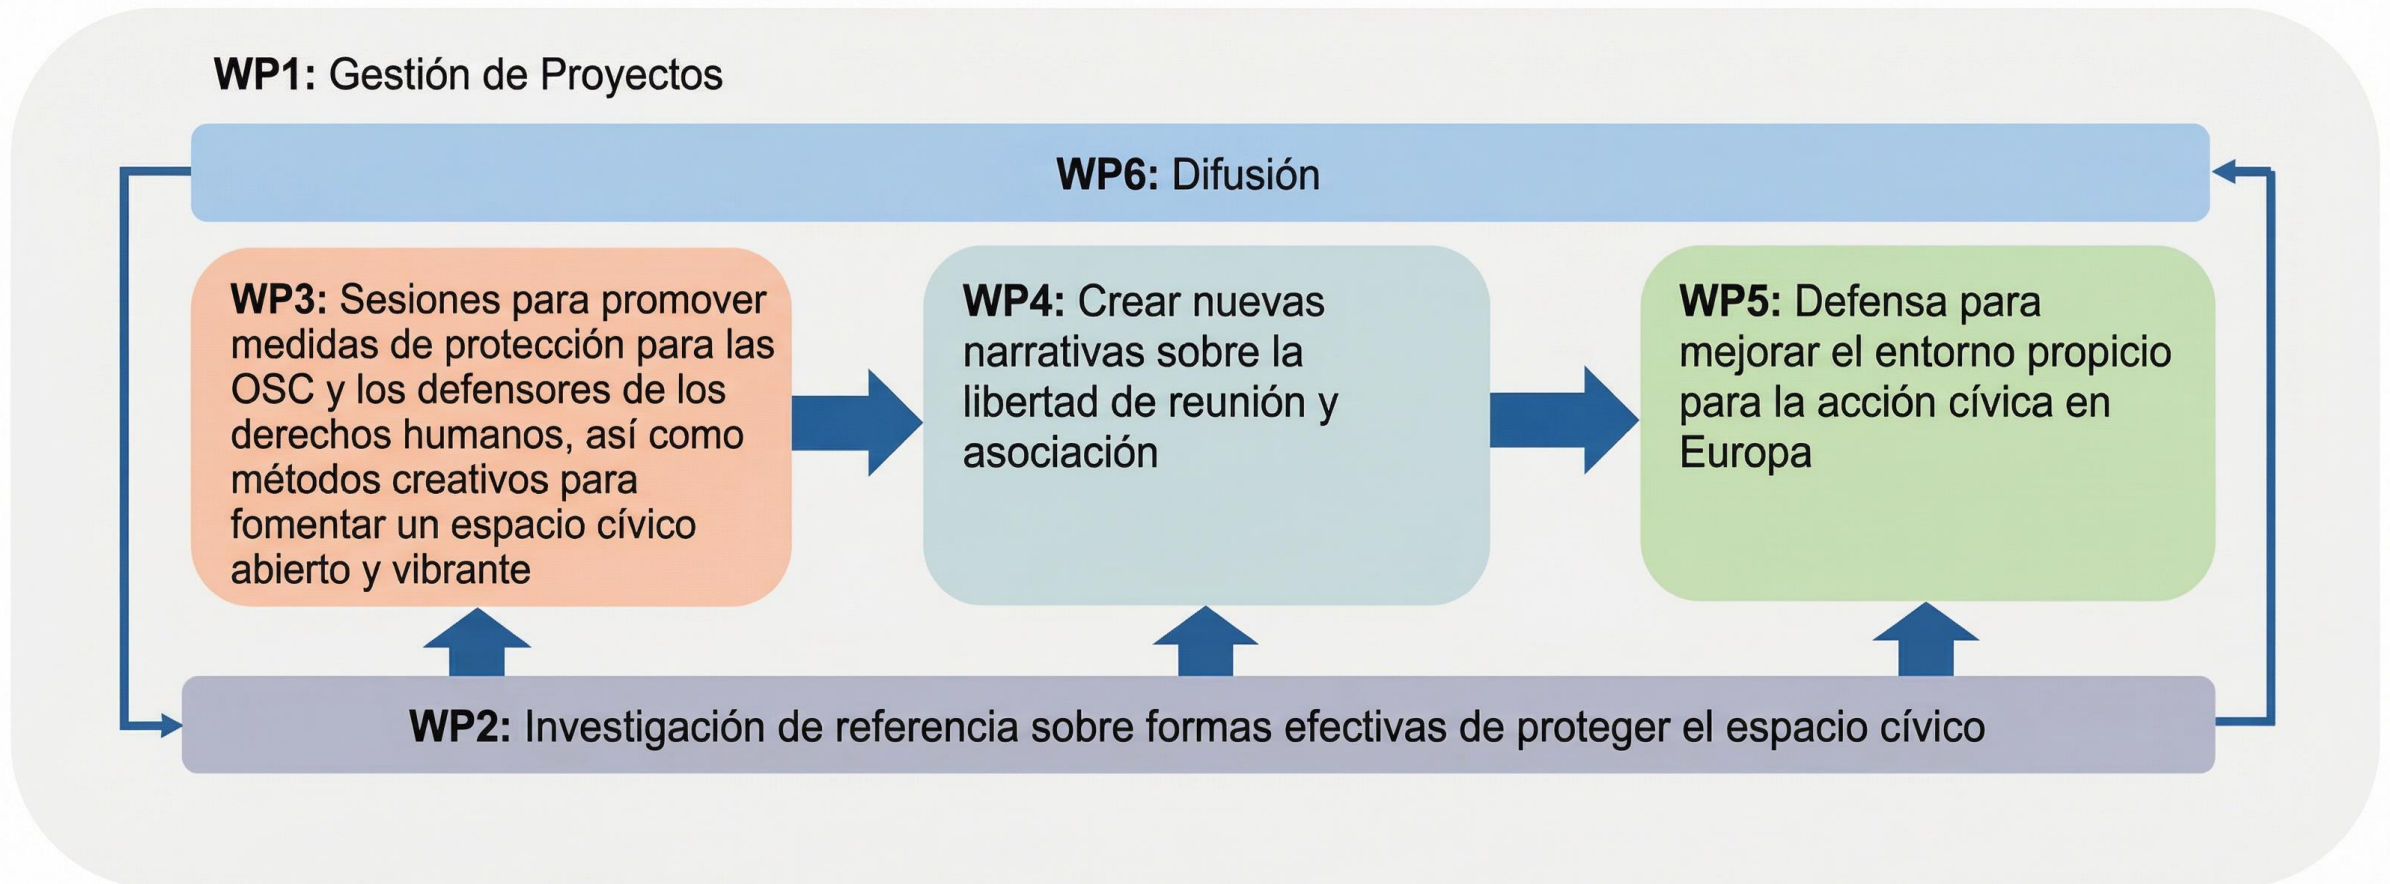 WP1: Gestión de Proyectos
WP6: Difusión
WP3: Sesiones para promover
medidas de protección para las
OSC y los defensores de los
derechos humanos, así como
métodos creativos para
fomentar un espacio cívico
abierto y vibrante
WP4: Crear nuevas
narrativas sobre la
libertad de reunión y
asociación
WP5: Defensa para
mejorar el entorno propicio
para la acción cívica en
Europa
WP2: Investigación de referencia sobre formas efectivas de proteger el espacio cívico